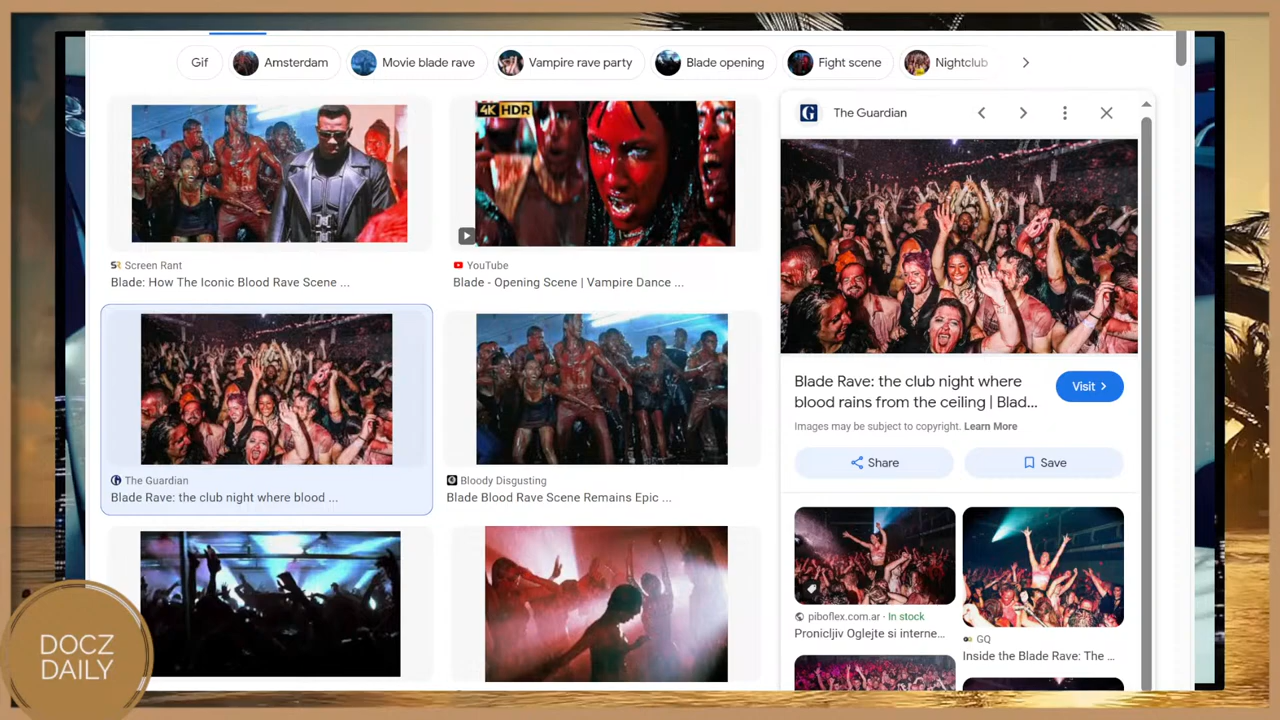 Gif
Amsterdam
Movie blade rave
Vampire rave party
Blade opening
Fight scene
Nightclub
4K HDR
SR Screen Rant
Blade: How The Iconic Blood Rave Scene ...
YouTube
Blade - Opening Scene | Vampire Dance ...
The Guardian
Blade Rave: the club night where blood ...
Bloody Disgusting
Blade Blood Rave Scene Remains Epic ...
G The Guardian
Blade Rave: the club night where
blood rains from the ceiling | Blad...
Visit
Images may be subject to copyright. Learn More
Share
Save
piboflex.com.ar · In stock
Pronicljiv Oglejte si interne...
GQ
Inside the Blade Rave: The ...
DOCZ
DAILY